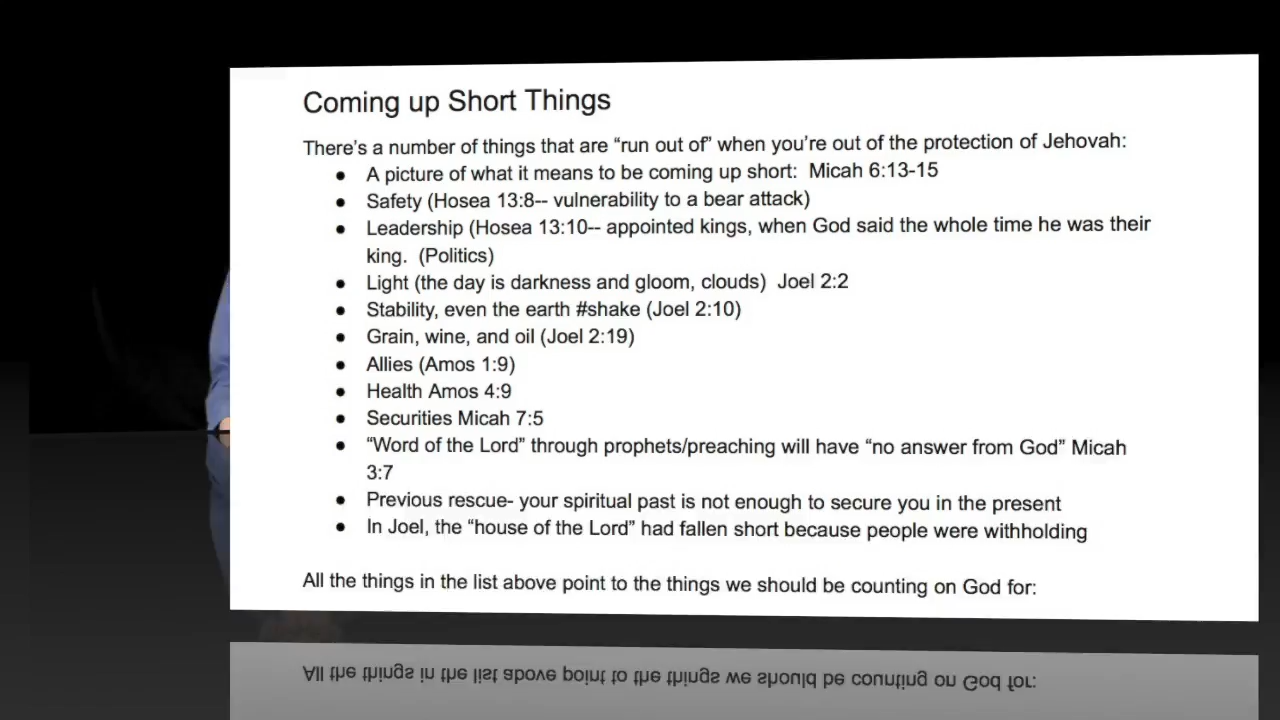 Coming up Short Things
There's a number of things that are “run out of” when you're out of the protection of Jehovah:
● A picture of what it means to be coming up short:  Micah 6:13-15
● Safety (Hosea 13:8-- vulnerability to a bear attack)
● Leadership (Hosea 13:10-- appointed kings, when God said the whole time he was their
king.  (Politics)
● Light (the day is darkness and gloom, clouds)  Joel 2:2
● Stability, even the earth #shake (Joel 2:10)
● Grain, wine, and oil (Joel 2:19)
● Allies (Amos 1:9)
● Health Amos 4:9
● Securities Micah 7:5
● “Word of the Lord” through prophets/preaching will have “no answer from God” Micah
3:7
● Previous rescue- your spiritual past is not enough to secure you in the present
● In Joel, the “house of the Lord” had fallen short because people were withholding
All the things in the list above point to the things we should be counting on God for:
All the things in the list above point to the things we should be counting on God for: